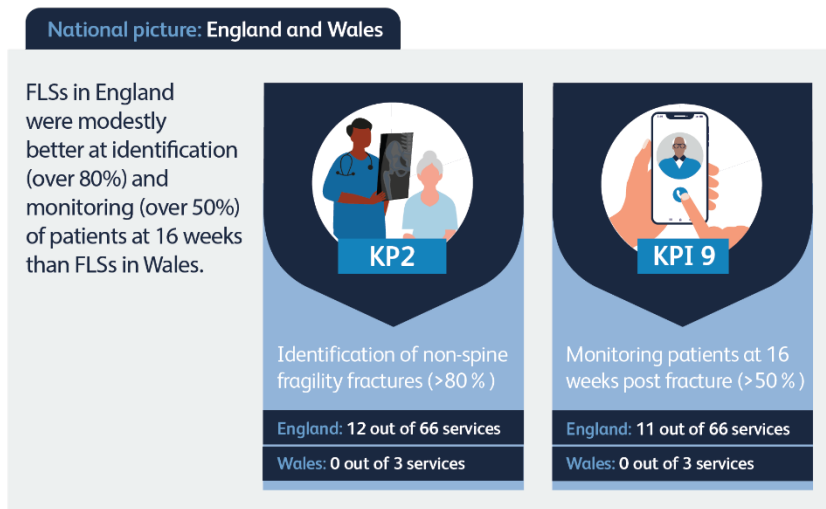 National picture: England and Wales
FLSs in England
were modestly
better at identification
(over 80%) and
monitoring (over 50%)
of patients at 16 weeks
than FLSs in Wales.
KP2
Identification of non-spine
fragility fractures (>80%)
England: 12 out of 66 services
Wales: 0 out of 3 services
KPI 9
Monitoring patients at 16
weeks post fracture (>50%)
England: 11 out of 66 services
Wales: 0 out of 3 services